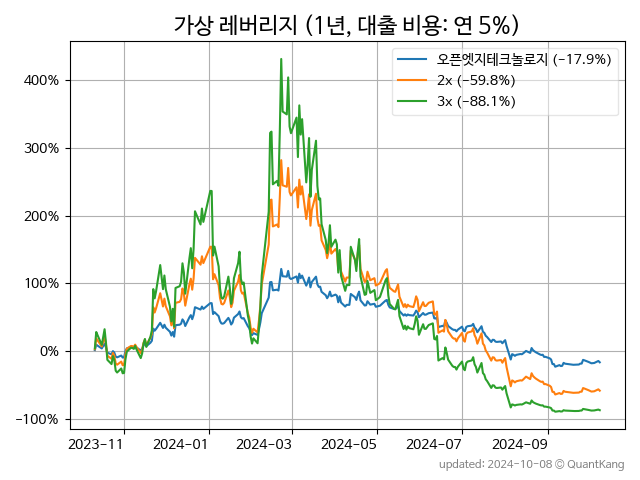 가상 레버리지 (1년, 대출 비용: 연 5%)
오픈엣지테크놀로지 (−17.9%)
2x (−59.8%)
3x (−88.1%)
400%
300%
200%
100%
0%
−100%
2023-11 2024-01 2024-03 2024-05 2024-07 2024-09
updated: 2024-10-08 © QuantKang